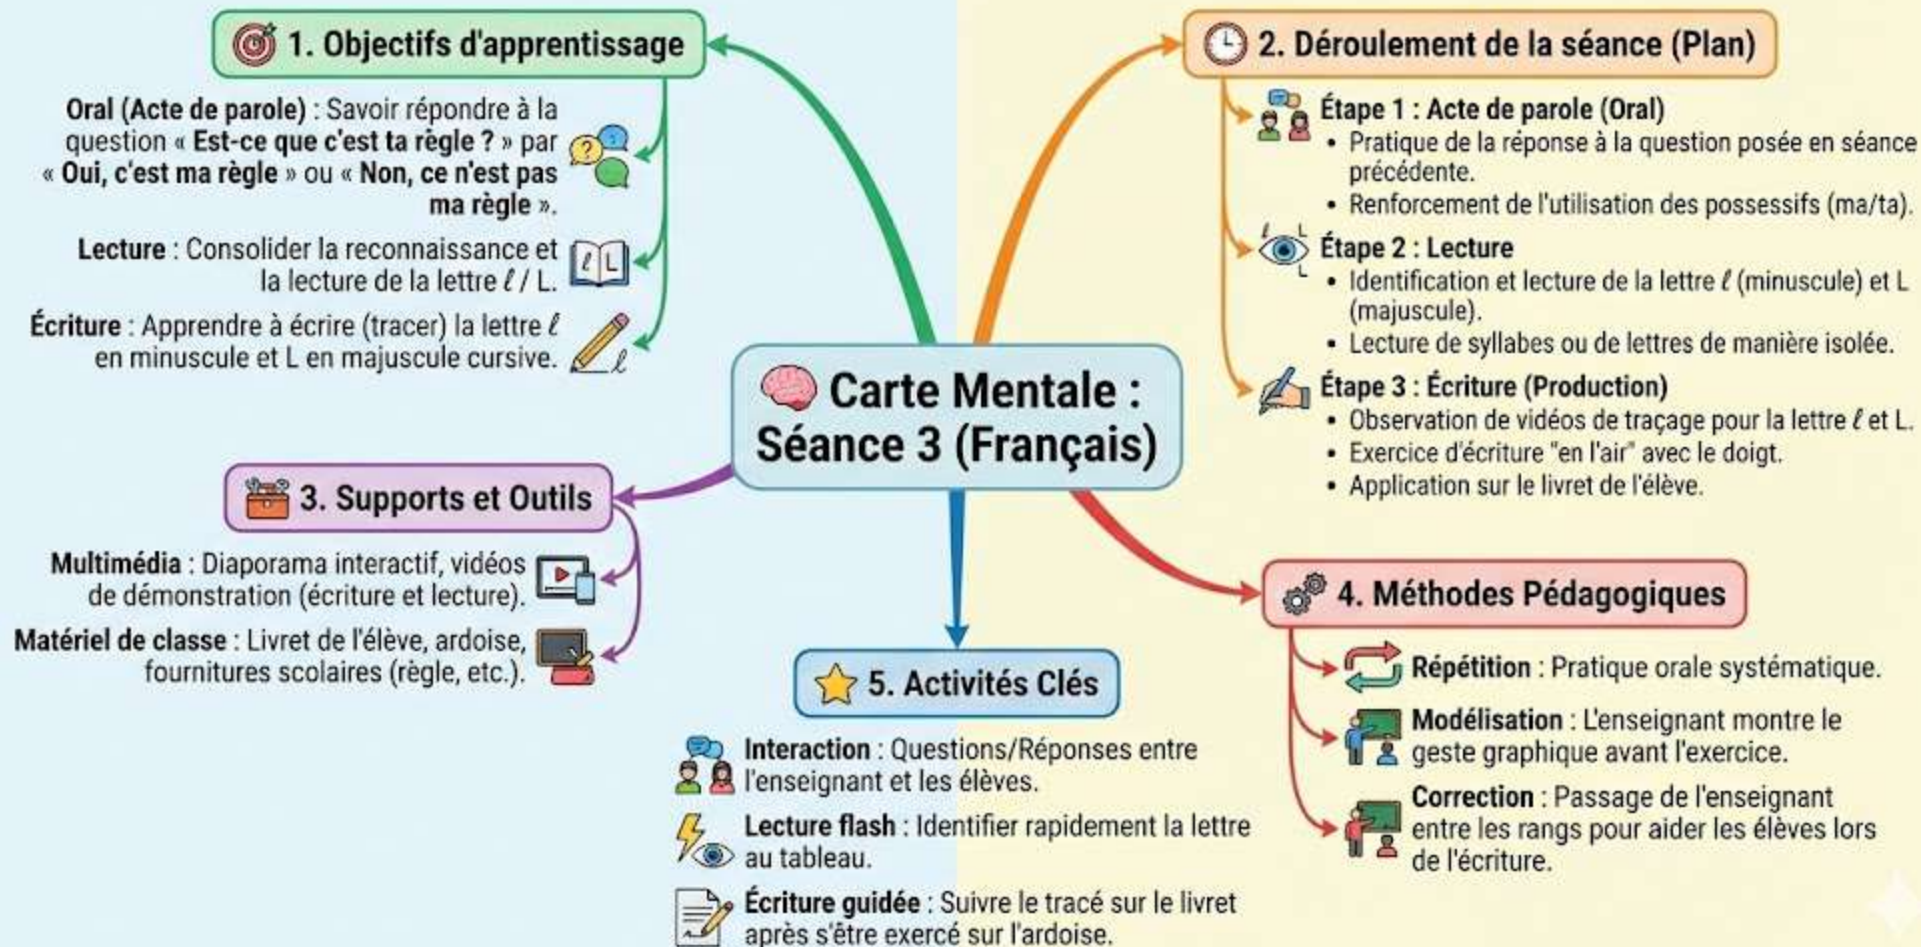 1. Objectifs d'apprentissage
Oral (Acte de parole) : Savoir répondre à la
question « Est-ce que c'est ta règle ? » par
« Oui, c'est ma règle » ou « Non, ce n'est pas
ma règle ».
Lecture : Consolider la reconnaissance et
la lecture de la lettre ℓ / L.
Écriture : Apprendre à écrire (tracer) la lettre ℓ
en minuscule et L en majuscule cursive.
2. Déroulement de la séance (Plan)
Étape 1 : Acte de parole (Oral)
• Pratique de la réponse à la question posée en séance
précédente.
• Renforcement de l'utilisation des possessifs (ma/ta).
Étape 2 : Lecture
• Identification et lecture de la lettre ℓ (minuscule) et L
(majuscule).
• Lecture de syllabes ou de lettres de manière isolée.
Étape 3 : Écriture (Production)
• Observation de vidéos de traçage pour la lettre ℓ et L.
• Exercice d'écriture "en l'air" avec le doigt.
• Application sur le livret de l'élève.
Carte Mentale :
Séance 3 (Français)
3. Supports et Outils
Multimédia : Diaporama interactif, vidéos
de démonstration (écriture et lecture).
Matériel de classe : Livret de l'élève, ardoise,
fournitures scolaires (règle, etc.).
4. Méthodes Pédagogiques
Répétition : Pratique orale systématique.
Modélisation : L'enseignant montre le
geste graphique avant l'exercice.
Correction : Passage de l'enseignant
entre les rangs pour aider les élèves lors
de l'écriture.
5. Activités Clés
Interaction : Questions/Réponses entre
l'enseignant et les élèves.
Lecture flash : Identifier rapidement la lettre
au tableau.
Écriture guidée : Suivre le tracé sur le livret
après s'être exercé sur l'ardoise.